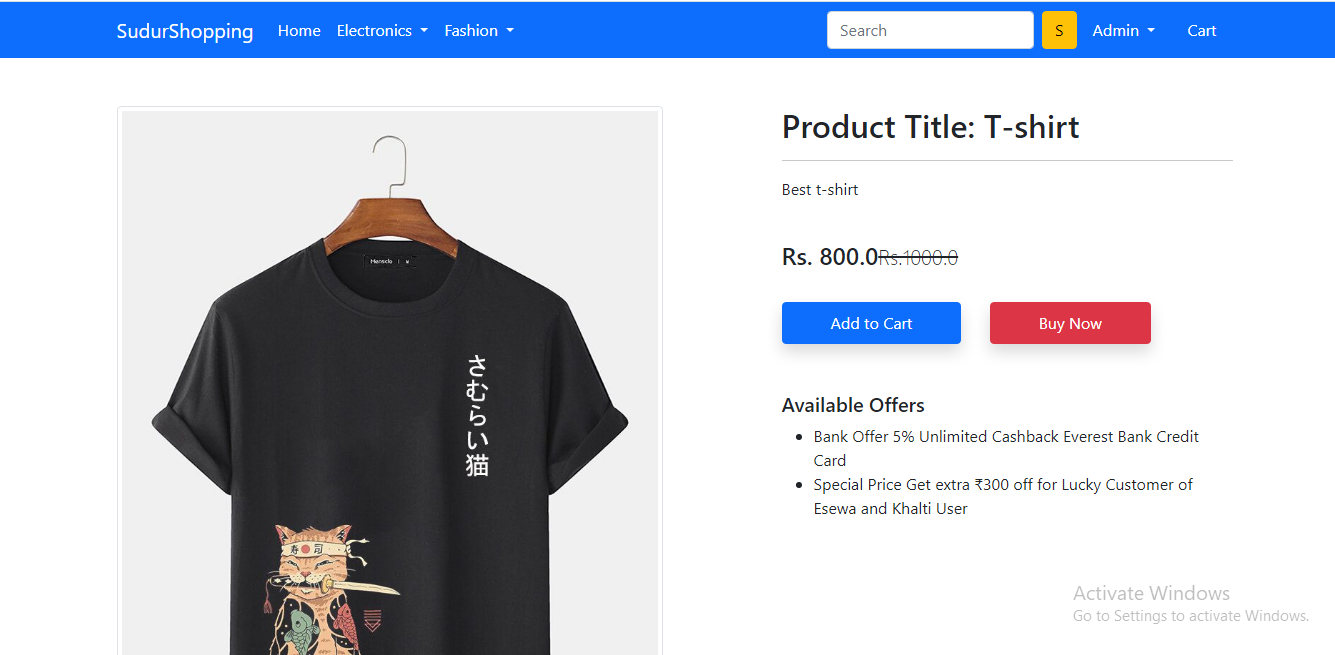 SudurShopping Home Electronics Fashion Search S Admin Cart
Product Title: T-shirt
Best t-shirt
Rs. 800.0Rs.1000.0
Add to Cart Buy Now
Available Offers
Bank Offer 5% Unlimited Cashback Everest Bank Credit
Card
Special Price Get extra ₹300 off for Lucky Customer of
Esewa and Khalti User
Mensclo | M
さむらい猫
寿司
Activate Windows
Go to Settings to activate Windows.